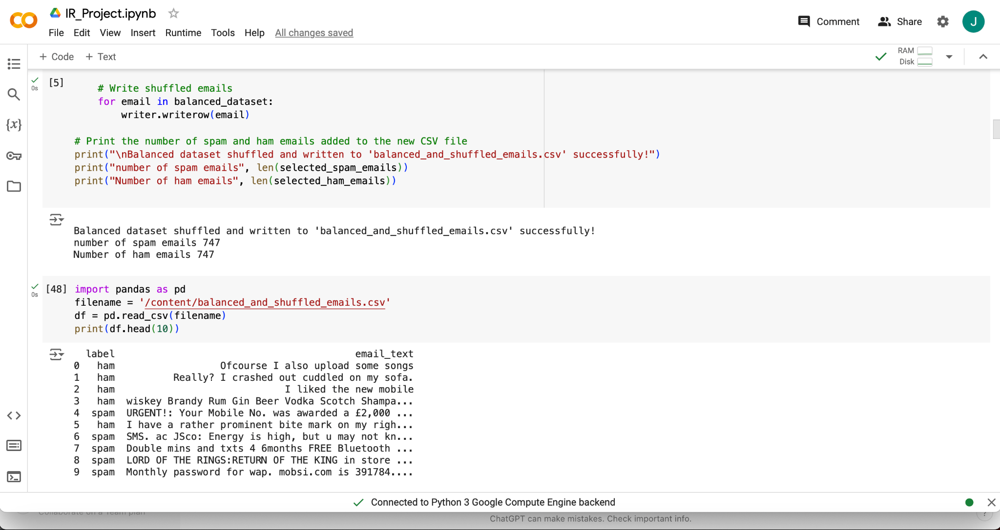 IR_Project.ipynb
File Edit View Insert Runtime Tools Help All changes saved
Comment Share J
+ Code + Text
RAM
Disk
0s
[5]
# Write shuffled emails
for email in balanced_dataset:
writer.writerow(email)
# Print the number of spam and ham emails added to the new CSV file
print("\nBalanced dataset shuffled and written to 'balanced_and_shuffled_emails.csv' successfully!")
print("number of spam emails", len(selected_spam_emails))
print("Number of ham emails", len(selected_ham_emails))
Balanced dataset shuffled and written to 'balanced_and_shuffled_emails.csv' successfully!
number of spam emails 747
Number of ham emails 747
0s
[48] import pandas as pd
filename = '/content/balanced_and_shuffled_emails.csv'
df = pd.read_csv(filename)
print(df.head(10))
label email_text
0 ham Ofcourse I also upload some songs
1 ham Really? I crashed out cuddled on my sofa.
2 ham I liked the new mobile
3 ham wiskey Brandy Rum Gin Beer Vodka Scotch Shampa...
4 spam URGENT!: Your Mobile No. was awarded a £2,000 ...
5 ham I have a rather prominent bite mark on my righ...
6 spam SMS. ac JSco: Energy is high, but u may not kn...
7 spam Double mins and txts 4 6months FREE Bluetooth ...
8 spam LORD OF THE RINGS:RETURN OF THE KING in store ...
9 spam Monthly password for wap. mobsi.com is 391784....
Connected to Python 3 Google Compute Engine backend
Collaborate on a Team plan
ChatGPT can make mistakes. Check important info.
?